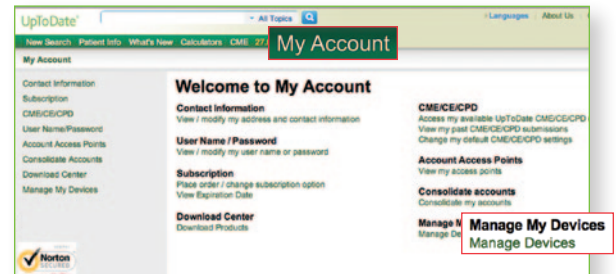 UpToDate®
All Topics
Languages About Us
New Search Patient Info What's New Calculators CME 27.
My Account
My Account
Contact Information
Subscription
CME/CE/CPD
User Name/Password
Account Access Points
Consolidate Accounts
Download Center
Manage My Devices
Norton
SECURED
Welcome to My Account
Contact Information
View / modify my address and contact information
User Name / Password
View / modify my user name or password
Subscription
Place order / change subscription option
View Expiration Date
Download Center
Download Products
CME/CE/CPD
Access my available UpToDate CME/CE/CPD
View my past CME/CE/CPD submissions
Change my default CME/CE/CPD settings
Account Access Points
View my access points
Consolidate accounts
Consolidate my accounts
Manage M
Manage De
Manage My Devices
Manage Devices